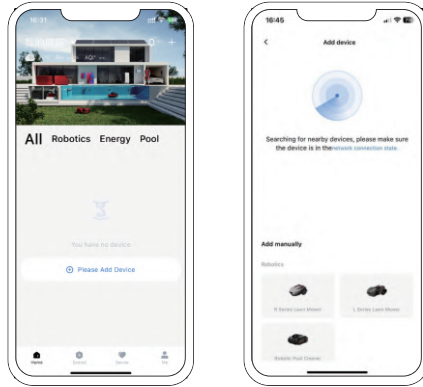 16:31
AQI --
All Robotics Energy Pool
You have no device
Please Add Device
Home
Me
16:45
Add device
Searching for nearby devices, please make sure
the device is in the network connection state.
Add manually
Robotics
R Series Lawn Mower
L Series Lawn Mower
Robotic Pool Cleaner